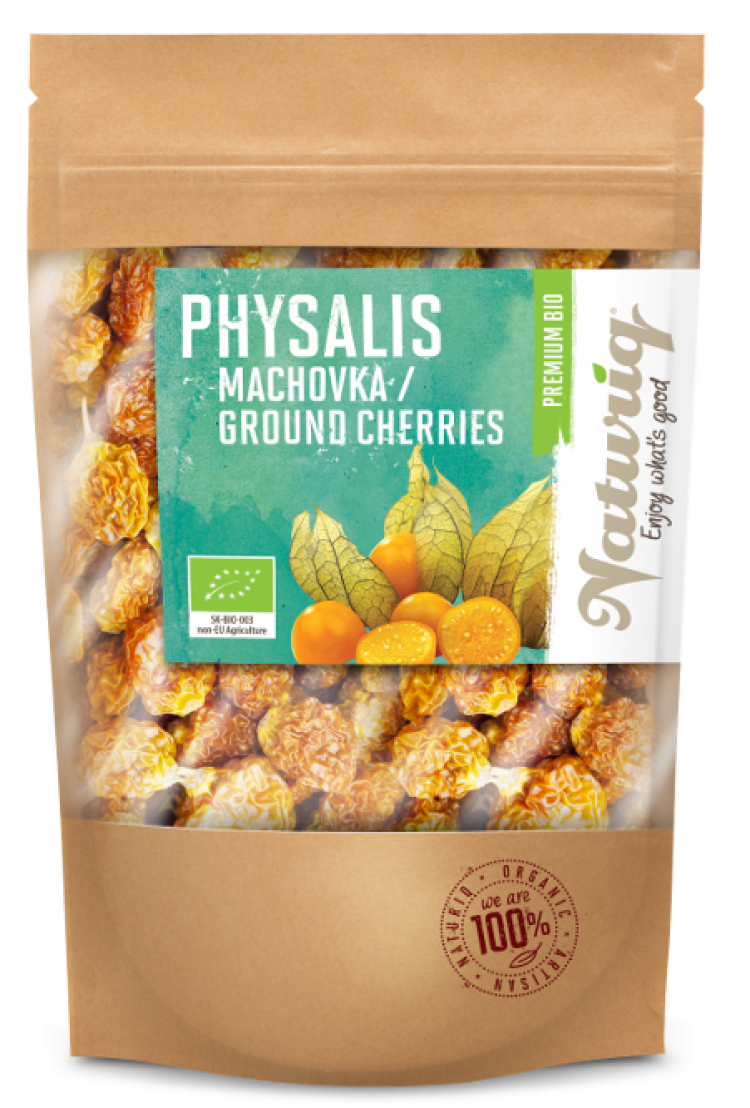 PHYSALIS
MACHOVKA /
GROUND CHERRIES
PREMIUM BIO
Naturiq®
Enjoy what's good
SK-BIO-003
non-EU Agriculture
NATURIQ • ORGANIC • ARTISAN •
we are
100%